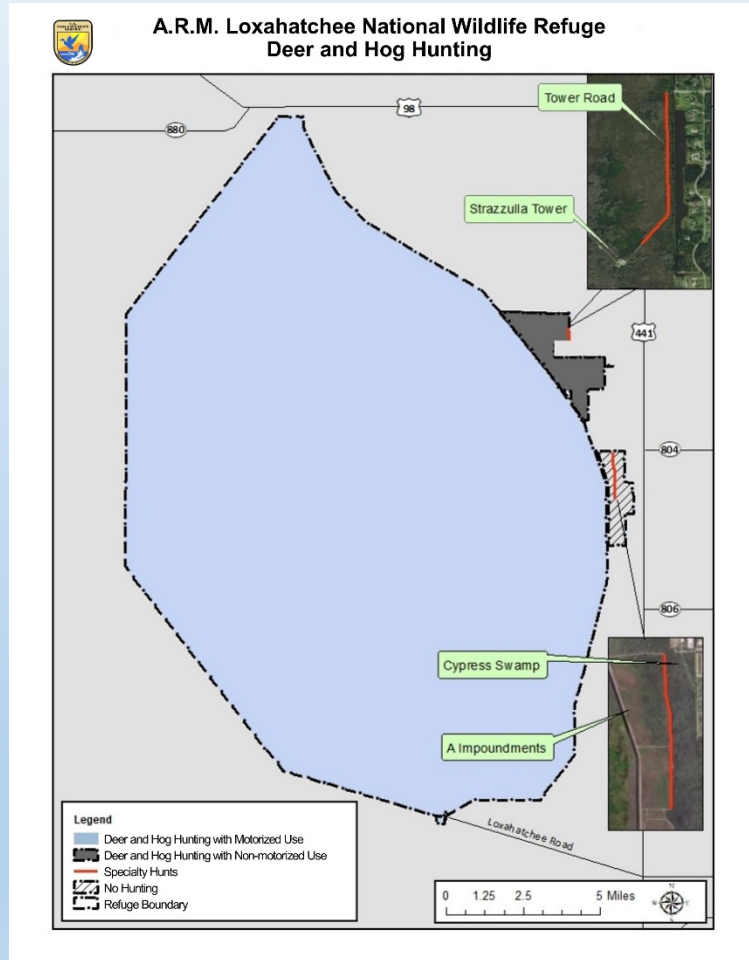 A.R.M. Loxahatchee National Wildlife Refuge
Deer and Hog Hunting
98
880
Tower Road
Strazzulla Tower
441
804
806
Cypress Swamp
A Impoundments
Loxahatchee Road
Legend
Deer and Hog Hunting with Motorized Use
Deer and Hog Hunting with Non-motorized Use
Specialty Hunts
No Hunting
Refuge Boundary
0 1.25 2.5 5 Miles
N
W E
S